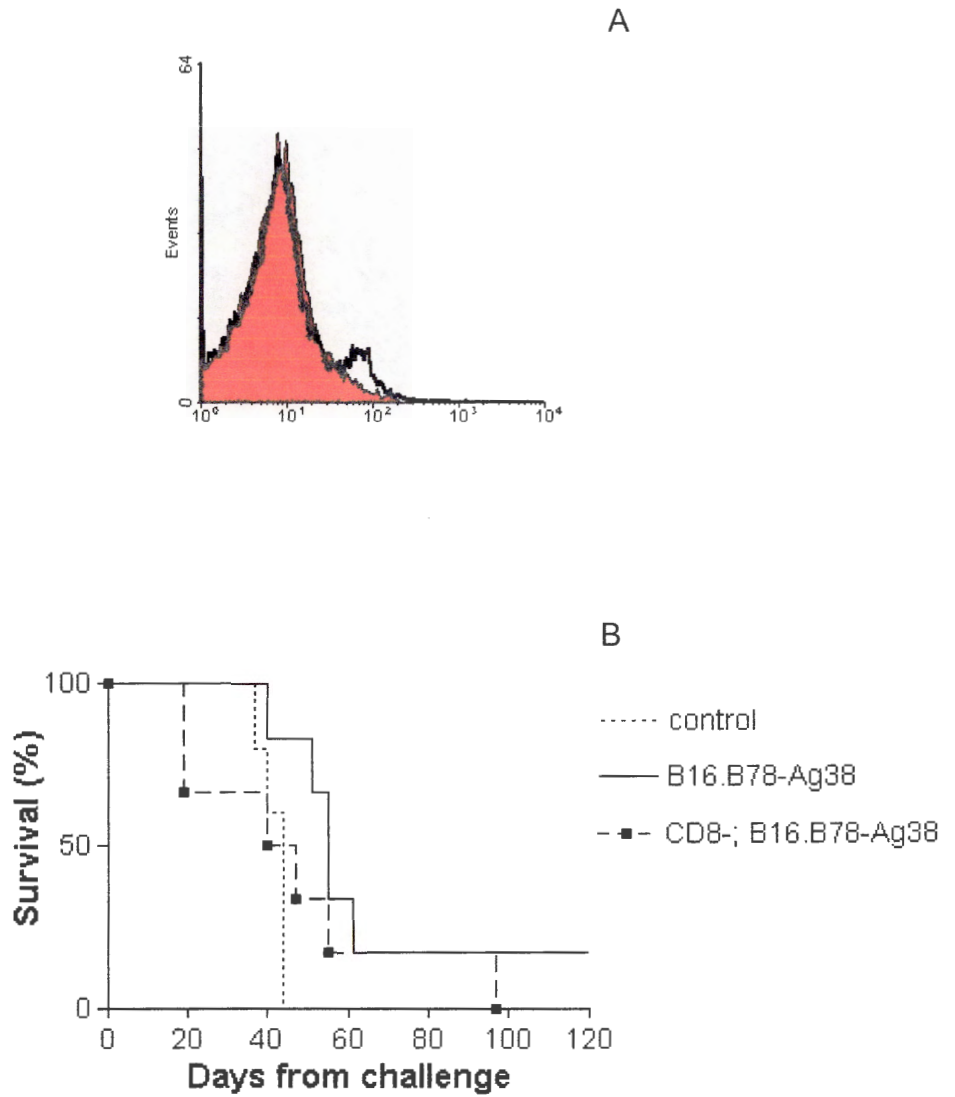 A
64
Events
0
10⁰ 10¹ 10² 10³ 10⁴
B
100
50
0
Survival (%)
0 20 40 60 80 100 120
Days from challenge
control
B16.B78-Ag38
CD8-; B16.B78-Ag38